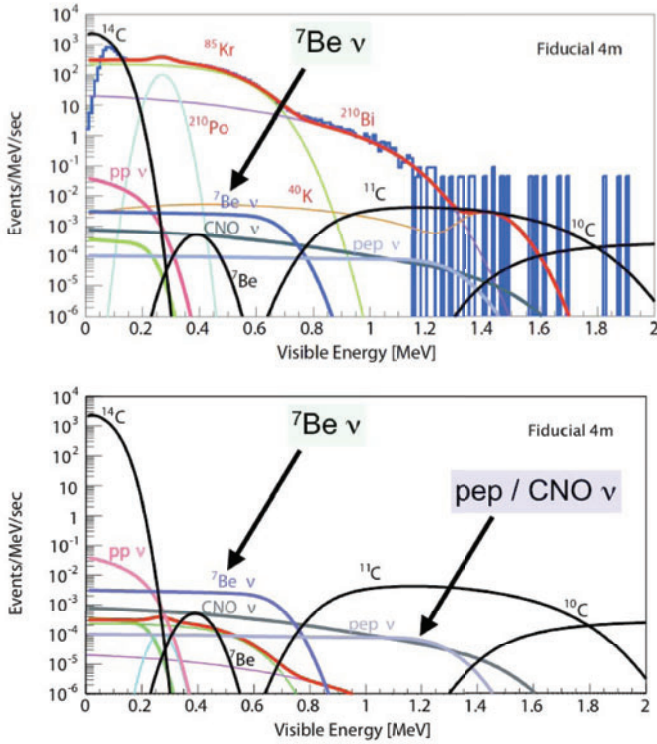 ⁷Be ν
Fiducial 4m
¹⁴C
⁸⁵Kr
²¹⁰Po
²¹⁰Bi
pp ν
⁷Be ν
⁴⁰K
¹¹C
¹⁰C
CNO ν
pep ν
⁷Be
Events/MeV/sec
10⁴
10³
10²
10
1
10⁻¹
10⁻²
10⁻³
10⁻⁴
10⁻⁵
10⁻⁶
0 0.2 0.4 0.6 0.8 1 1.2 1.4 1.6 1.8 2
Visible Energy [MeV]
⁷Be ν
Fiducial 4m
pep / CNO ν
¹⁴C
pp ν
⁷Be ν
¹¹C
¹⁰C
CNO ν
pep ν
⁷Be
Events/MeV/sec
10⁴
10³
10²
10
1
10⁻¹
10⁻²
10⁻³
10⁻⁴
10⁻⁵
10⁻⁶
0 0.2 0.4 0.6 0.8 1 1.2 1.4 1.6 1.8 2
Visible Energy [MeV]